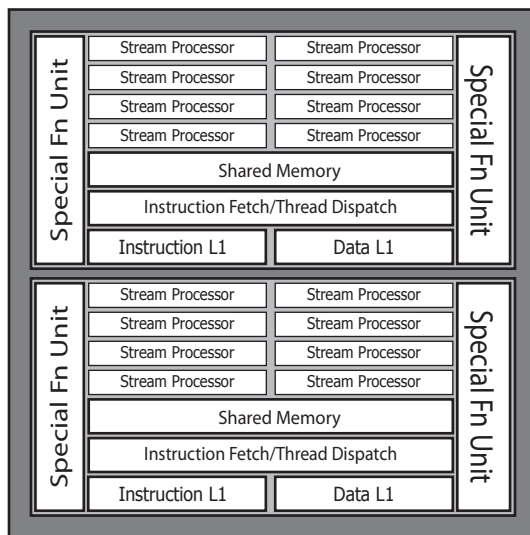 Special Fn Unit
Stream Processor Stream Processor
Stream Processor Stream Processor
Stream Processor Stream Processor
Stream Processor Stream Processor
Shared Memory
Instruction Fetch/Thread Dispatch
Instruction L1 Data L1
Special Fn Unit
Special Fn Unit
Stream Processor Stream Processor
Stream Processor Stream Processor
Stream Processor Stream Processor
Stream Processor Stream Processor
Shared Memory
Instruction Fetch/Thread Dispatch
Instruction L1 Data L1
Special Fn Unit